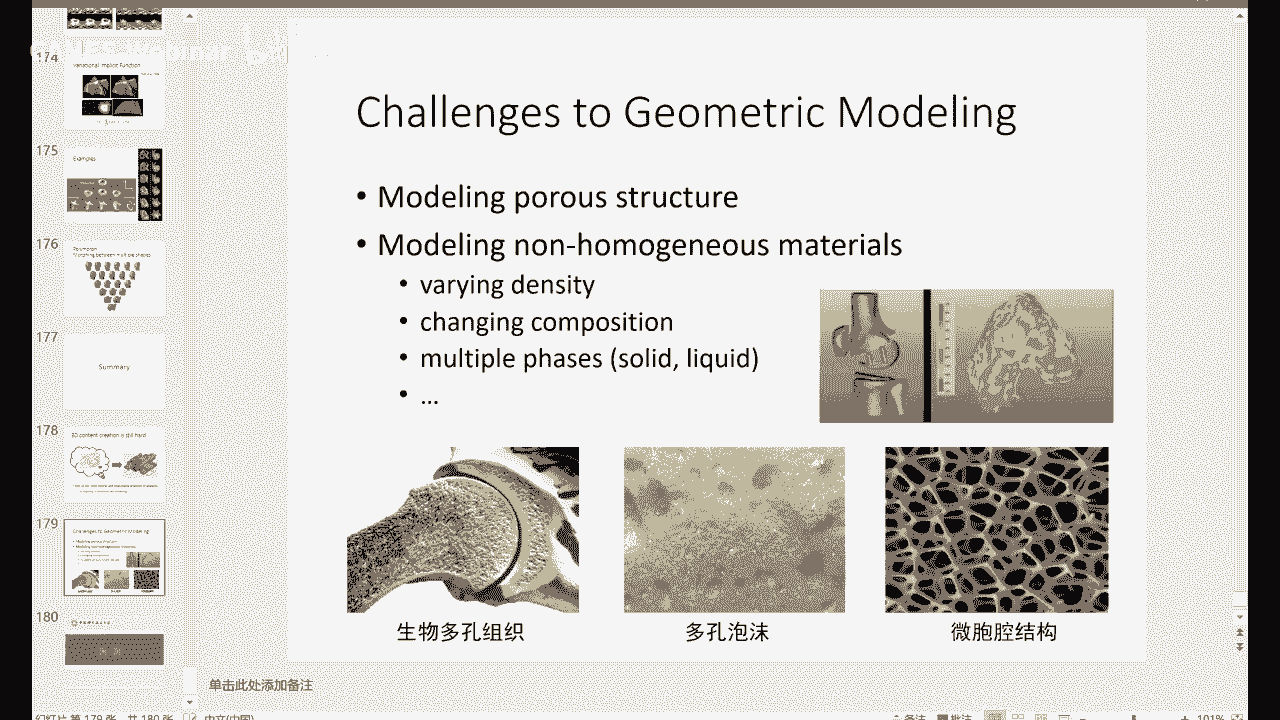 174
Variational Implicit Function
175
Examples
176
Morphing between multiple shapes
177
Summary
178
3D content creation is still hard
179
Challenges to Geometric Modeling
180
Challenges to Geometric Modeling
• Modeling porous structure
• Modeling non-homogeneous materials
• varying density
• changing composition
• multiple phases (solid, liquid)
• ...
生物多孔组织
多孔泡沫
微胞腔结构
单击此处添加备注
幻灯片 第 179 张，共 180 张
中文(中国)
备注
批注
101%